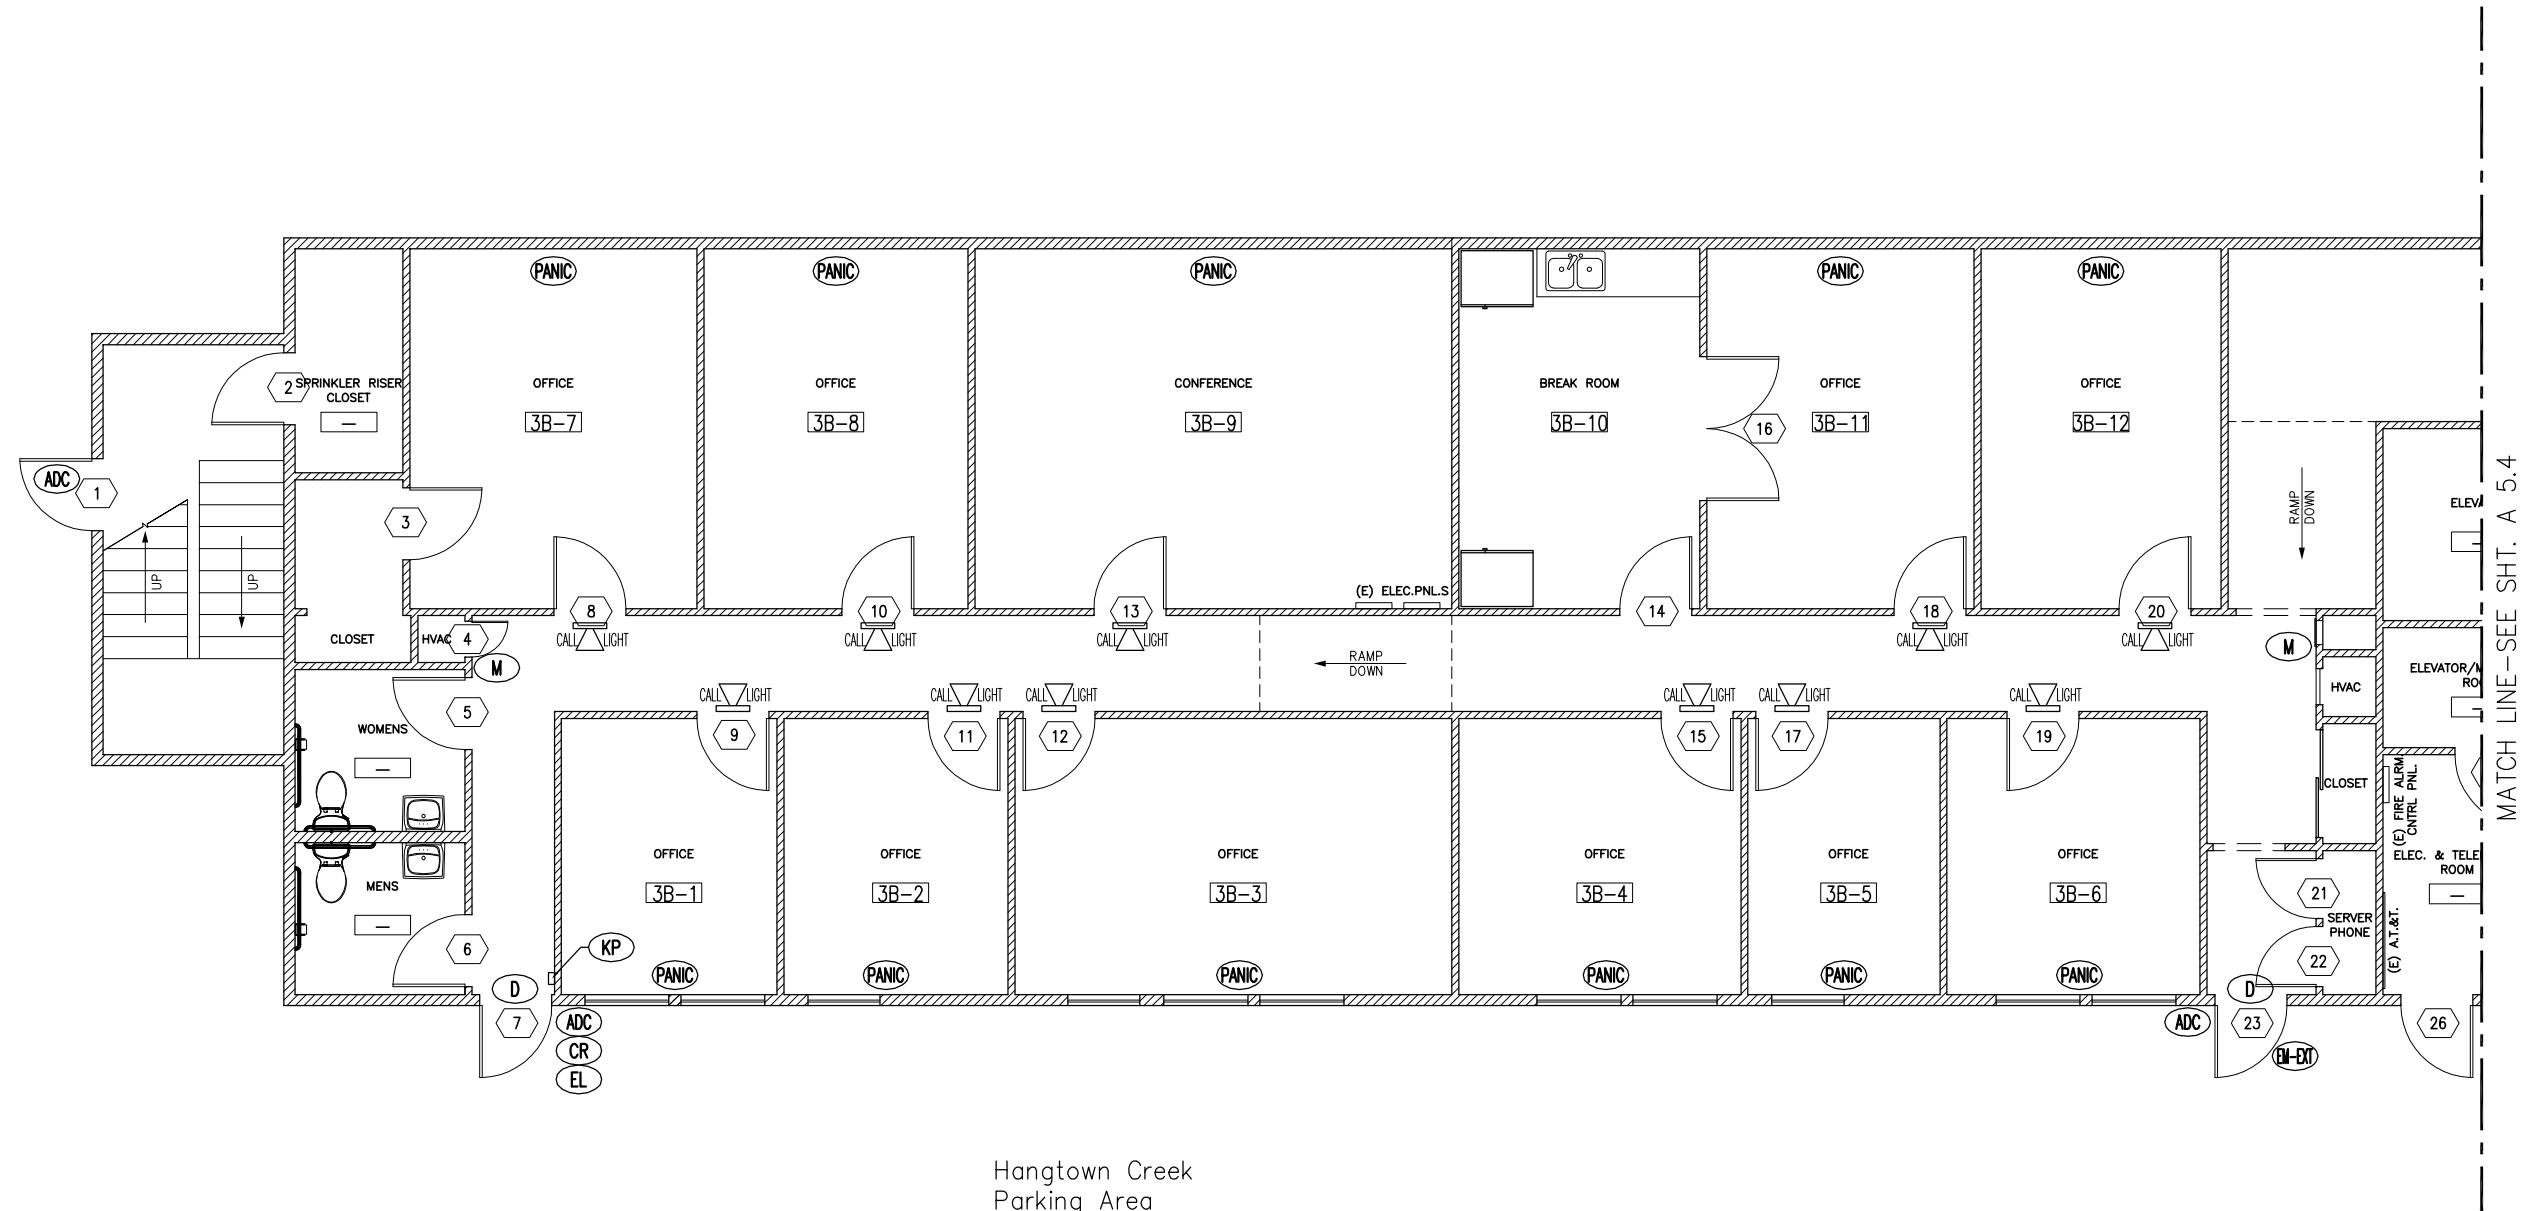 PANIC
PANIC
PANIC
PANIC
PANIC
2
SPRINKLER RISER
CLOSET
—
OFFICE
3B-7
OFFICE
3B-8
CONFERENCE
3B-9
BREAK ROOM
3B-10
16
OFFICE
3B-11
OFFICE
3B-12
ADC
1
3
UP
UP
RAMP
DOWN
ELEVA
—
MATCH LINE-SEE SHT. A 5.4
(E) ELEC.PNL.S
8
CALL LIGHT
10
CALL LIGHT
13
CALL LIGHT
14
18
CALL LIGHT
20
CALL LIGHT
CLOSET
HVAC
4
M
M
RAMP
DOWN
HVAC
ELEVATOR/M
RO
—
5
WOMENS
—
CALL LIGHT
9
CALL LIGHT
11
CALL LIGHT
12
CALL LIGHT
15
CALL LIGHT
17
CALL LIGHT
19
CLOSET
(E) FIRE ALRM.
CNTRL PNL.
MENS
—
6
OFFICE
3B-1
OFFICE
3B-2
OFFICE
3B-3
OFFICE
3B-4
OFFICE
3B-5
OFFICE
3B-6
21
SERVER
PHONE
22
ELEC. & TELE
ROOM
—
(E) A.T.&T.
KP
PANIC
PANIC
PANIC
PANIC
PANIC
PANIC
D
7
ADC
CR
EL
D
ADC
23
EM-EXT
26
Hangtown Creek
Parking Area